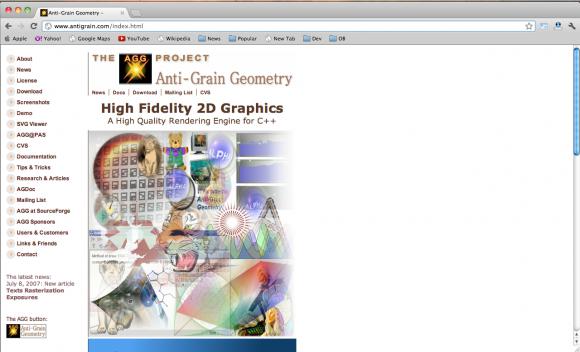 Anti-Grain Geometry -
www.antigrain.com/index.html
Apple Yahoo! Google Maps YouTube Wikipedia News Popular New Tab Dev OB
About
News
License
Download
Screenshots
Demo
SVG Viewer
AGG@PAS
CVS
Documentation
Tips & Tricks
Research & Articles
AGDoc
Mailing List
AGG at SourceForge
AGG Sponsors
Users & Customers
Links & Friends
Contact
The latest news:
July 8, 2007: New article
Texts Rasterization
Exposures
The AGG button:
Anti-Grain
Geometry
THE AGG PROJECT
Anti-Grain Geometry
News Docs Download Mailing List CVS
High Fidelity 2D Graphics
A High Quality Rendering Engine for C++
ALPH
ALPH
Anti-Grain
Geometry